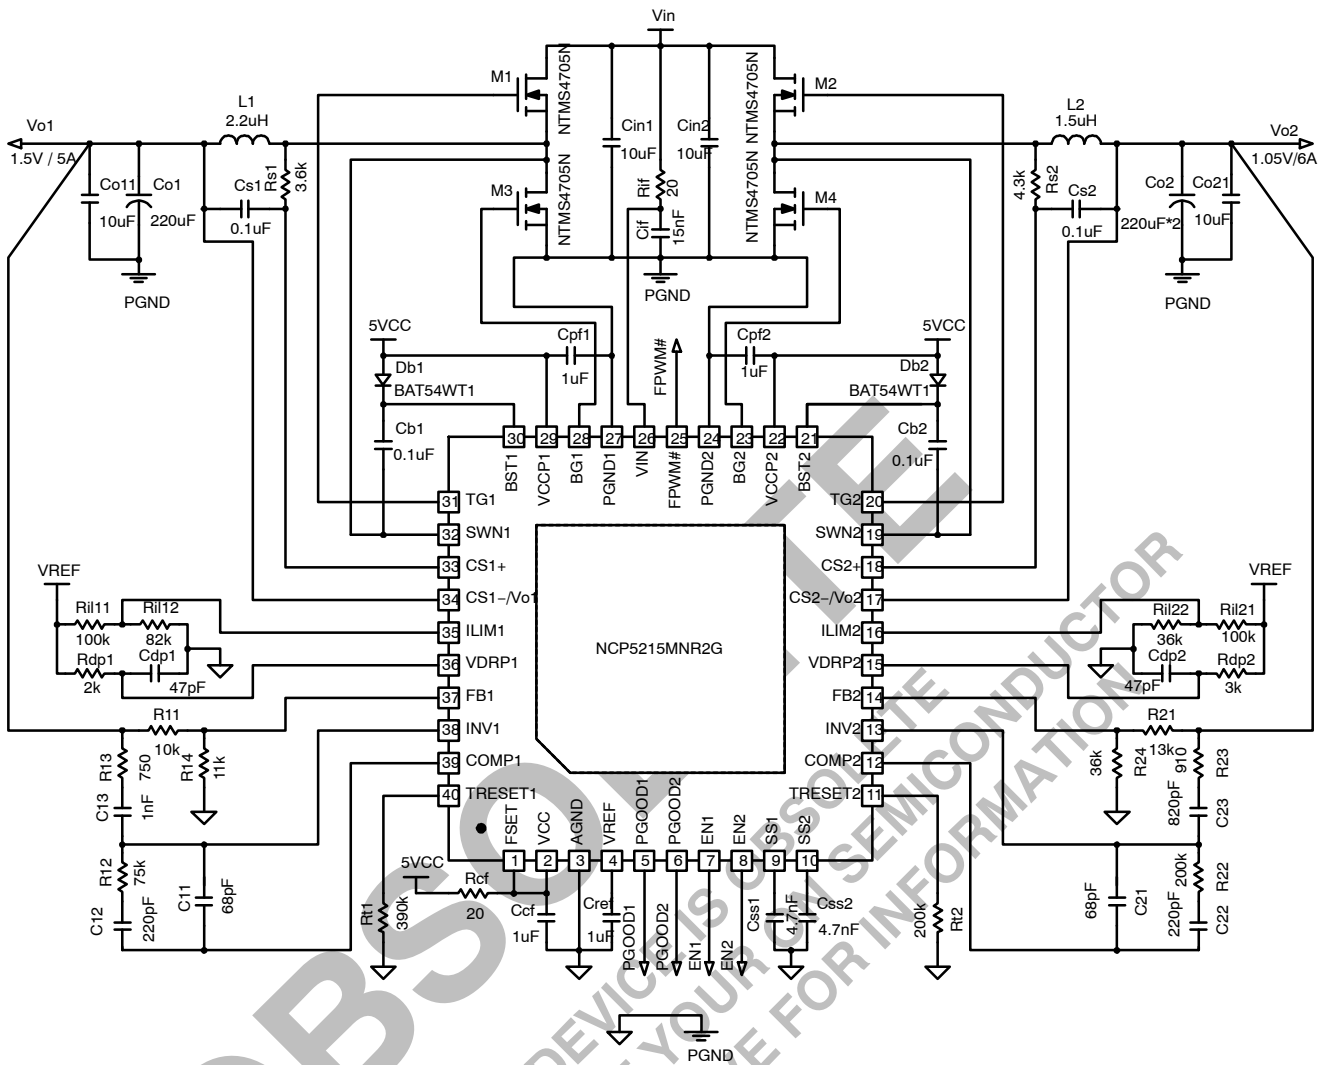 Vin
M1
NTMS4705N
NTMS4705N
M2
L1
2.2uH
Cin1
10uF
Cin2
10uF
L2
1.5uH
Vo1
1.5V / 5A
Vo2
1.05V/6A
Co11
10uF
Co1
220uF
Cs1
0.1uF
Rs1
3.6k
M3
NTMS4705N
Rif
20
Cif
15nF
NTMS4705N
M4
4.3k
Rs2
Cs2
0.1uF
Co2
220uF*2
Co21
10uF
PGND
PGND
PGND
5VCC
Cpf1
1uF
FPWM#
Cpf2
1uF
5VCC
Db1
BAT54WT1
Db2
BAT54WT1
Cb1
0.1uF
Cb2
0.1uF
30 29 28 27 26 25 24 23 22 21
BST1 VCCP1 BG1 PGND1 VIN FPWM# PGND2 BG2 VCCP2 BST2
31 TG1
TG2 20
32 SWN1
SWN2 19
33 CS1+
CS2+ 18
34 CS1-/Vo1
CS2-/Vo2 17
35 ILIM1
ILIM2 16
36 VDRP1
VDRP2 15
37 FB1
FB2 14
38 INV1
INV2 13
39 COMP1
COMP2 12
40 TRESET1
TRESET2 11
NCP5215MNR2G
VREF
Ril11
100k
Ril12
82k
Rdp1
2k
Cdp1
47pF
VREF
Ril22
36k
Ril21
100k
Cdp2
47pF
Rdp2
3k
R11
10k
R13
750
R14
11k
C13
1nF
R12
75k
C11
68pF
C12
220pF
R21
13k
36k
R24
910
R23
820pF
C23
200k
R22
68pF
C21
220pF
C22
FSET VCC AGND VREF PGOOD1 PGOOD2 EN1 EN2 SS1 SS2
1 2 3 4 5 6 7 8 9 10
5VCC
Rcf
20
Rt1
390k
Ccf
1uF
Cref
1uF
PGOOD1
PGOOD2
EN1
EN2
Css1
4.7nF
Css2
4.7nF
200k
Rt2
PGND
OBSOLETE
DEVICE IS OBSOLETE
YOUR ON SEMICONDUCTOR
FOR INFORMATION